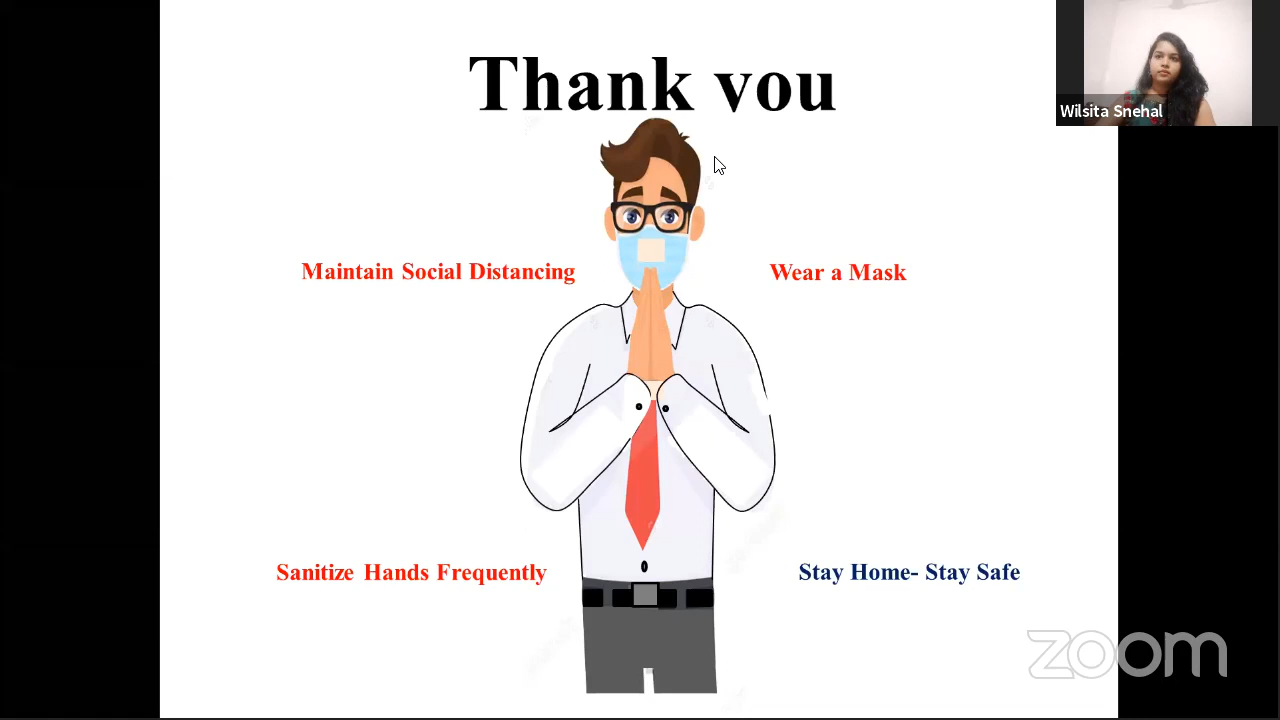 Thank you
Wilsita Snehal
Maintain Social Distancing
Wear a Mask
Sanitize Hands Frequently
Stay Home- Stay Safe
zoom